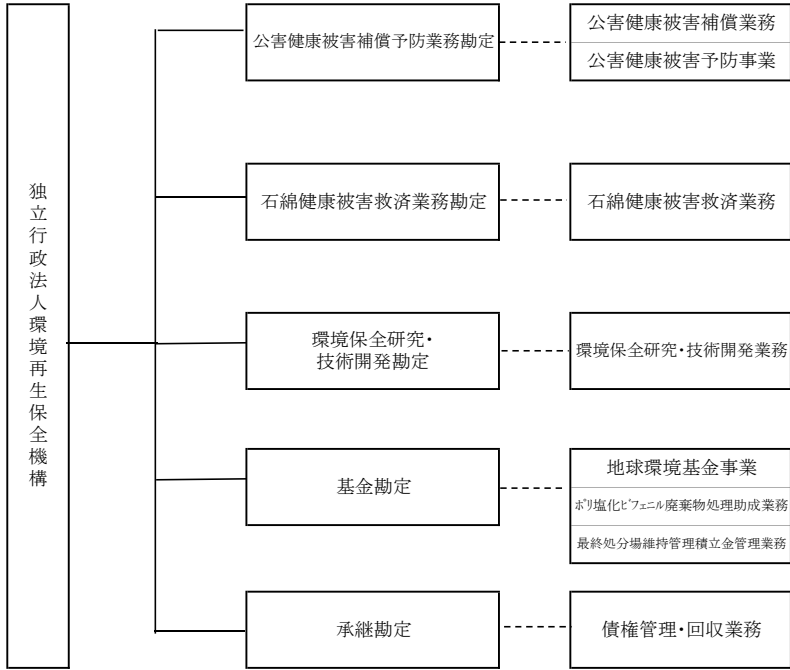 独立行政法人環境再生保全機構
公害健康被害補償予防業務勘定
公害健康被害補償業務
公害健康被害予防事業
石綿健康被害救済業務勘定
石綿健康被害救済業務
環境保全研究・
技術開発勘定
環境保全研究・技術開発業務
基金勘定
地球環境基金事業
ﾎﾟﾘ塩化ﾋﾞﾌｪﾆﾙ廃棄物処理助成業務
最終処分場維持管理積立金管理業務
承継勘定
債権管理・回収業務